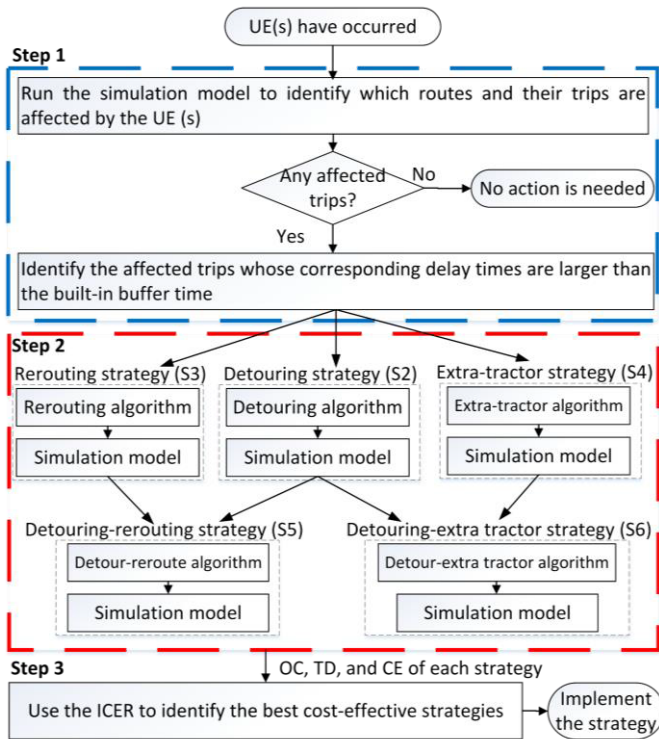 UE(s) have occurred
Step 1
Run the simulation model to identify which routes and their trips are
affected by the UE (s)
Any affected
trips?
No
No action is needed
Yes
Identify the affected trips whose corresponding delay times are larger than
the built-in buffer time
Step 2
Rerouting strategy (S3)
Rerouting algorithm
Simulation model
Detouring strategy (S2)
Detouring algorithm
Simulation model
Extra-tractor strategy (S4)
Extra-tractor algorithm
Simulation model
Detouring-rerouting strategy (S5)
Detour-reroute algorithm
Simulation model
Detouring-extra tractor strategy (S6)
Detour-extra tractor algorithm
Simulation model
Step 3
OC, TD, and CE of each strategy
Use the ICER to identify the best cost-effective strategies
Implement
the strategy